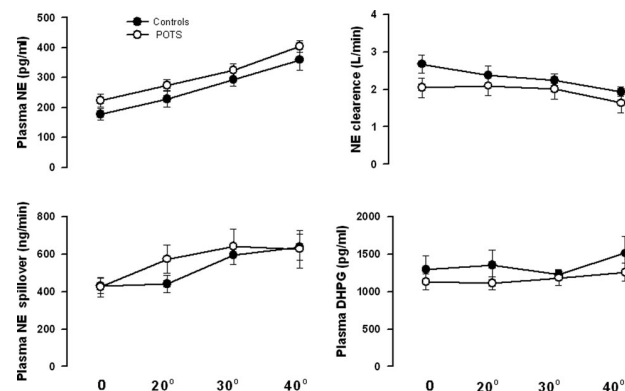 Controls
POTS
Plasma NE (pg/ml)
500
400
300
200
100
0
NE clearence (L/min)
4
3
2
1
0
Plasma NE spillover (ng/min)
800
600
400
200
0
0 20° 30° 40°
Plasma DHPG (pg/ml)
2000
1500
1000
500
0
0 20° 30° 40°